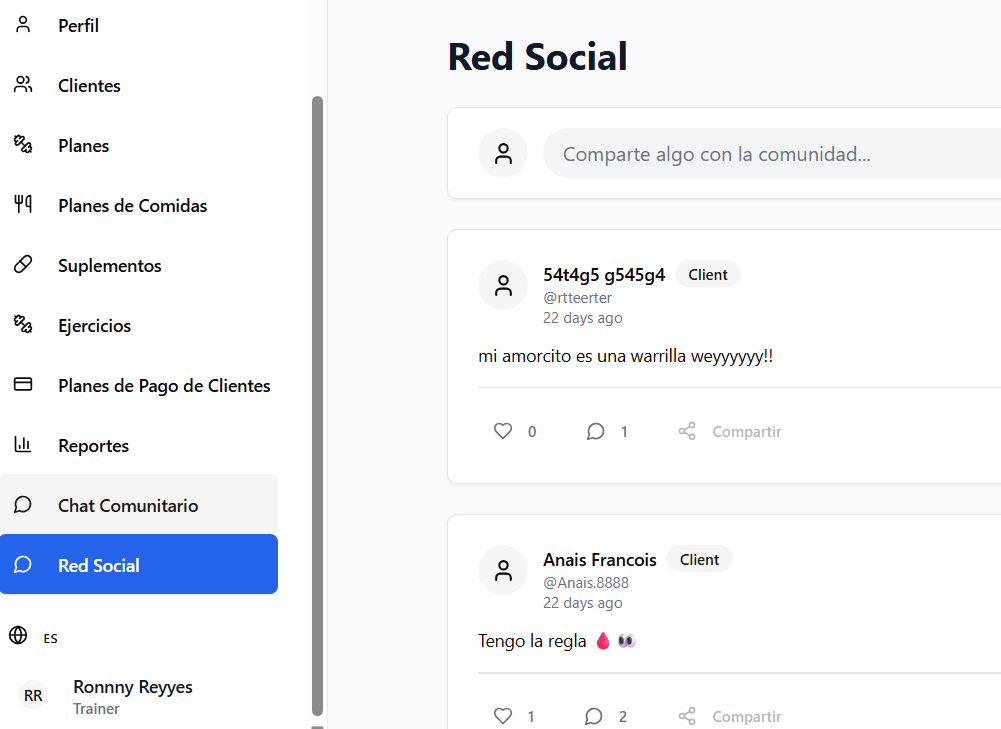 Perfil
Clientes
Planes
Planes de Comidas
Suplementos
Ejercicios
Planes de Pago de Clientes
Reportes
Chat Comunitario
Red Social
ES
RR
Ronnny Reyyes
Trainer
Red Social
Comparte algo con la comunidad...
54t4g5 g545g4 Client
@rtteerter
22 days ago
mi amorcito es una warrilla weyyyyyy!!
0 1 Compartir
Anais Francois Client
@Anais.8888
22 days ago
Tengo la regla 🩸 👀
1 2 Compartir